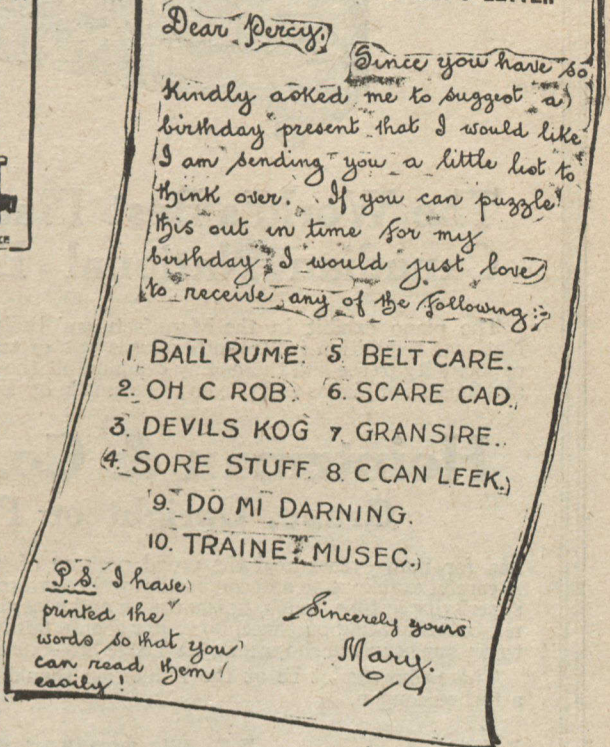 Dear Percy,
Since you have so
kindly asked me to suggest a
birthday present that I would like
I am sending you a little list to
think over. If you can puzzle
this out in time for my
birthday I would just love
to receive any of the following:-
1. BALL RUME. 5 BELT CARE.
2. OH C ROB. 6. SCARE CAD.
3. DEVILS KOG 7 GRANSIRE.
4. SORE STUFF. 8. C CAN LEEK.
9. DO MI DARNING.
10. TRAINE MUSEC.
P.S. I have
printed the
words so that you
can read them
easily!
Sincerely yours
Mary.